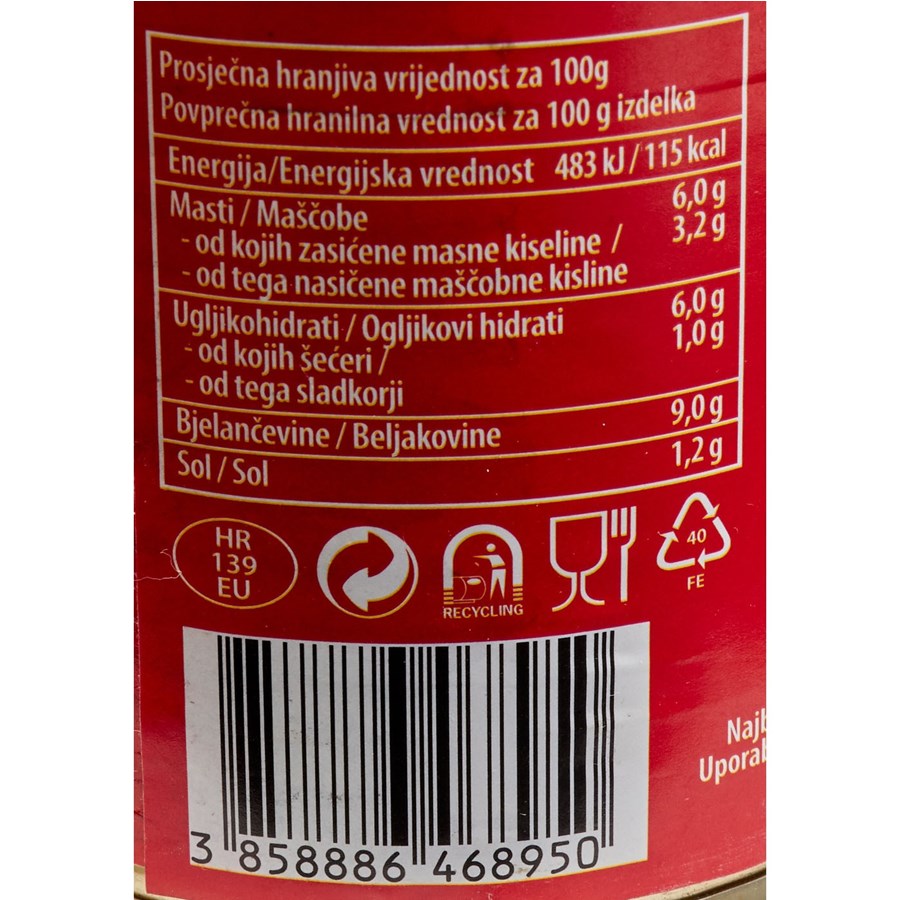 Prosječna hranjiva vrijednost za 100g
Povprečna hranilna vrednost za 100 g izdelka
Energija/Energijska vrednost 483 kJ / 115 kcal
Masti / Maščobe 6,0 g
- od kojih zasićene masne kiseline / 3,2 g
- od tega nasičene maščobne kisline
Ugljikohidrati / Ogljikovi hidrati 6,0 g
- od kojih šećeri / 1,0 g
- od tega sladkorji
Bjelančevine / Beljakovine 9,0 g
Sol / Sol 1,2 g
HR
139
EU
RECYCLING
40
FE
3 858886 468950